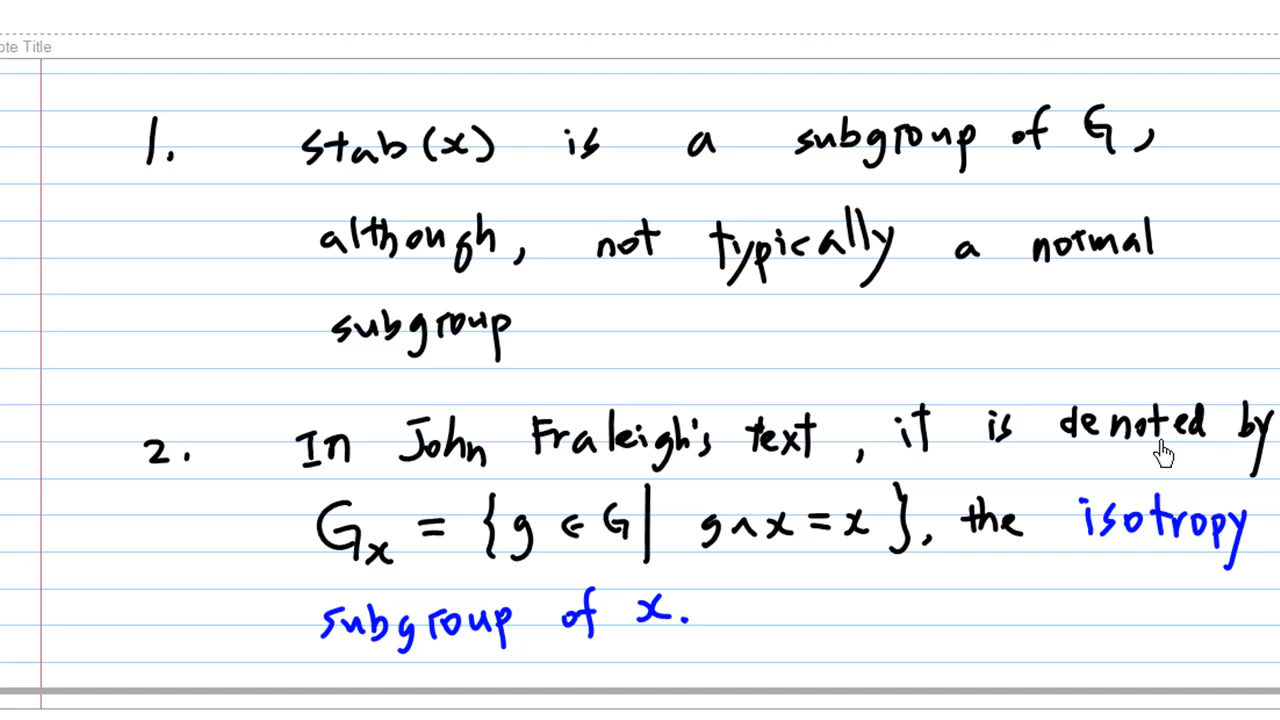 ote Title
1. stab(x) is a subgroup of G,
although, not typically a normal
subgroup
2. In John Fraleigh's text, it is denoted by
Gₓ = {g ∈ G | g∧x = x}, the isotropy
subgroup of x.